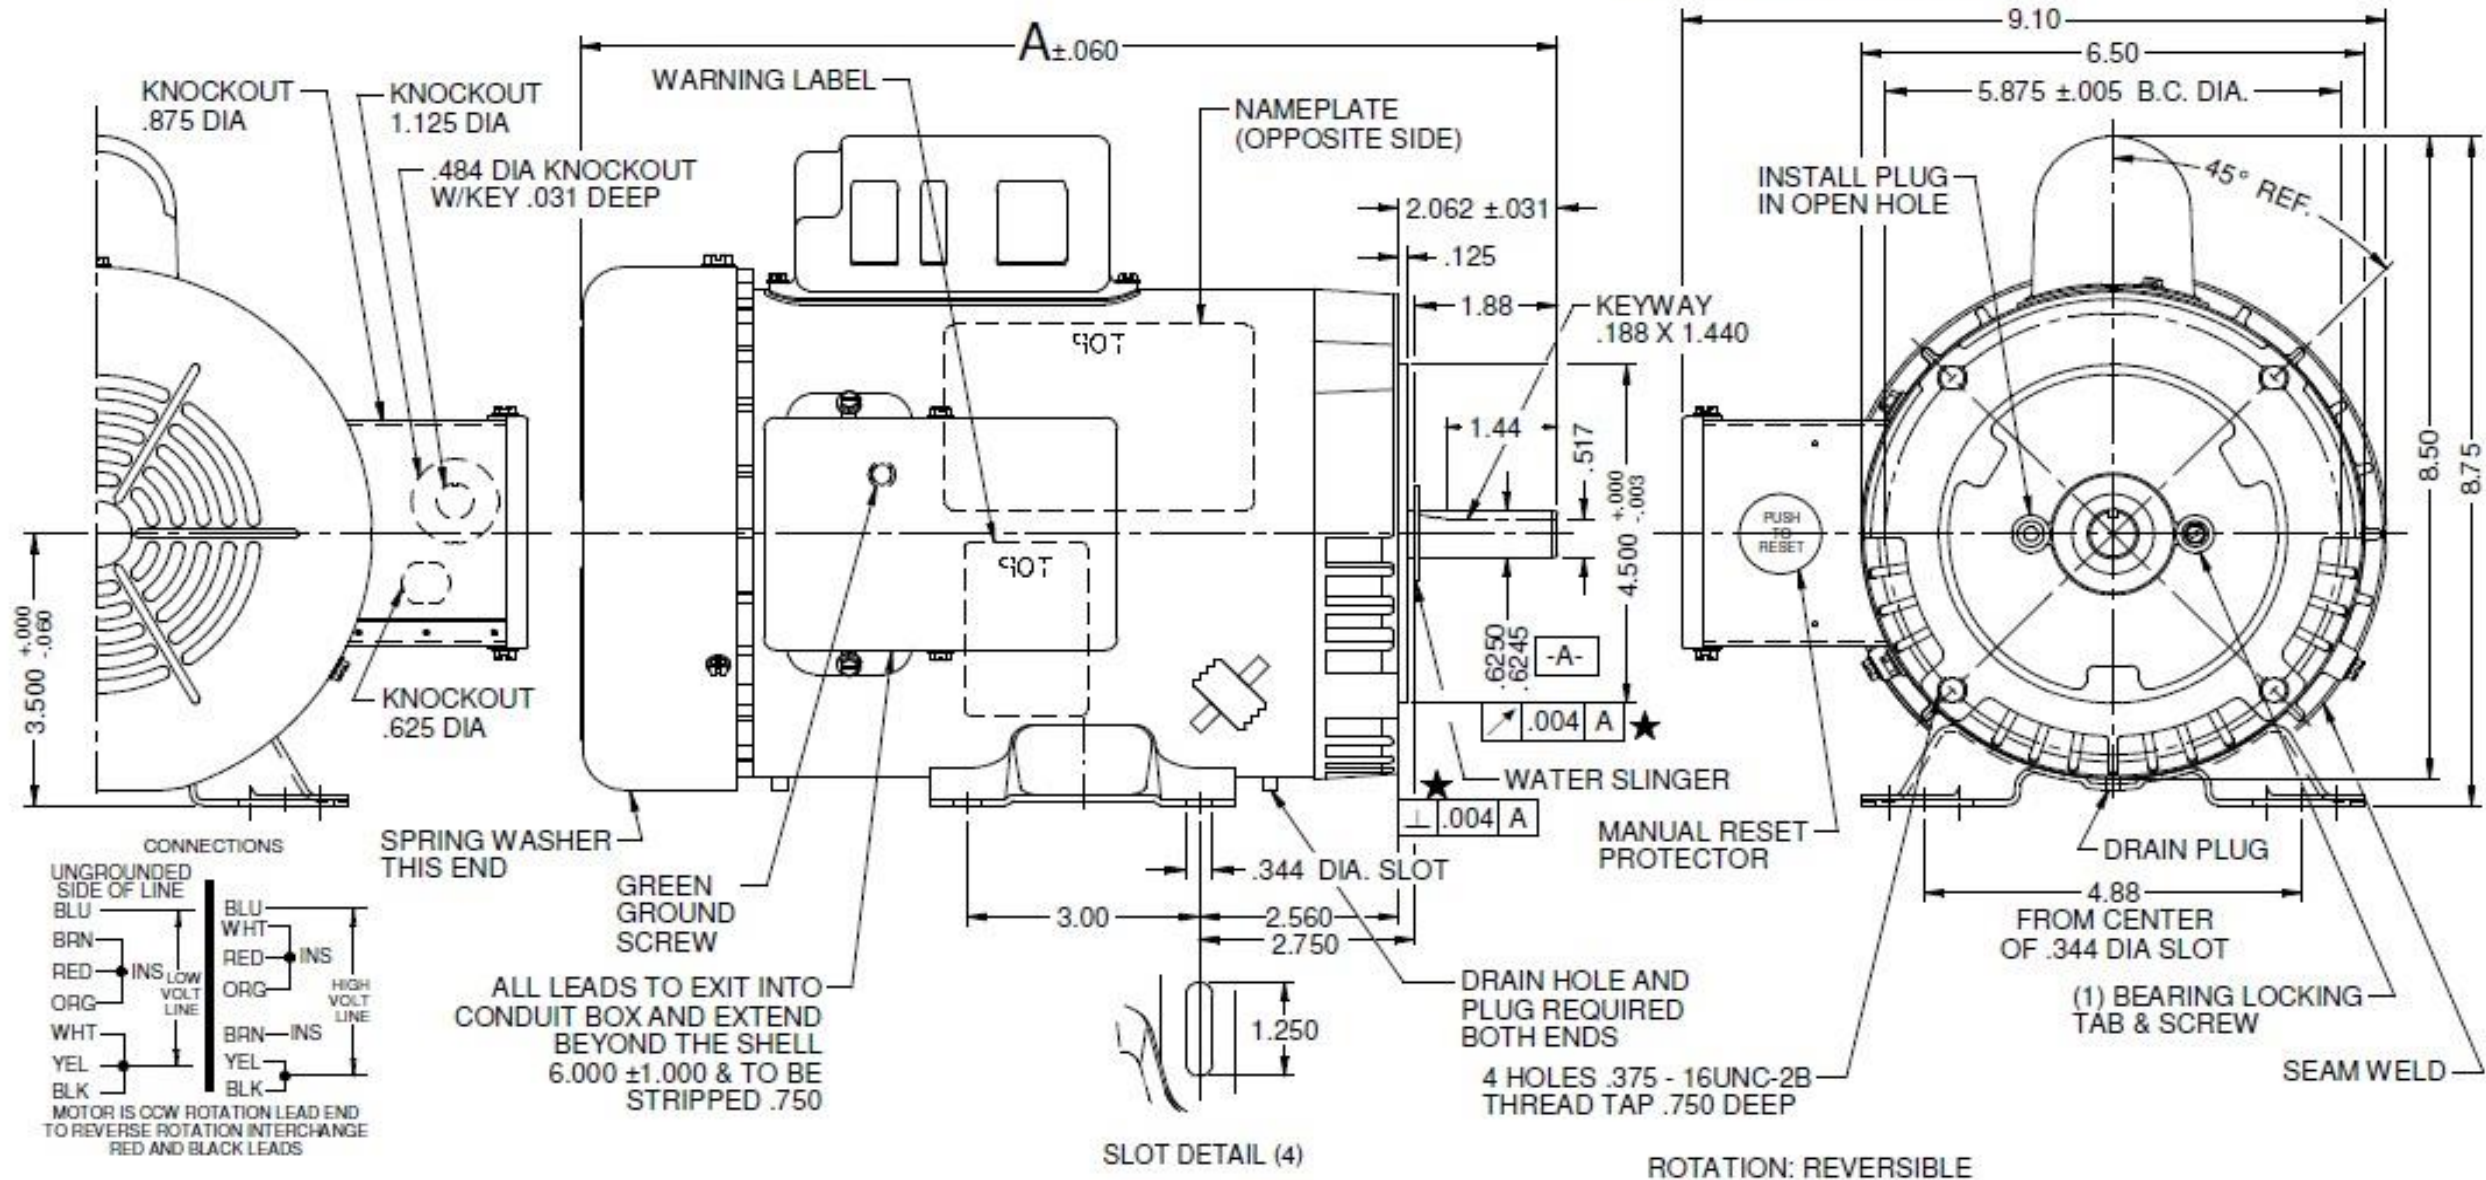 A±.060
9.10
6.50
5.875 ±.005 B.C. DIA.
KNOCKOUT
.875 DIA
KNOCKOUT
1.125 DIA
.484 DIA KNOCKOUT
W/KEY .031 DEEP
WARNING LABEL
NAMEPLATE
(OPPOSITE SIDE)
INSTALL PLUG
IN OPEN HOLE
45° REF.
2.062 ±.031
.125
1.88
KEYWAY
.188 X 1.440
TOP
1.44
.517
4.500 +.000 -.003
8.50
8.75
PUSH
TO
RESET
TOP
.6250
.6245
-A-
.004 A
3.500 +.000 -.060
KNOCKOUT
.625 DIA
WATER SLINGER
⊥ .004 A
MANUAL RESET
PROTECTOR
DRAIN PLUG
4.88
FROM CENTER
OF .344 DIA SLOT
SPRING WASHER
THIS END
GREEN
GROUND
SCREW
.344 DIA. SLOT
3.00
2.560
2.750
ALL LEADS TO EXIT INTO
CONDUIT BOX AND EXTEND
BEYOND THE SHELL
6.000 ±1.000 & TO BE
STRIPPED .750
1.250
SLOT DETAIL (4)
DRAIN HOLE AND
PLUG REQUIRED
BOTH ENDS
4 HOLES .375 - 16UNC-2B
THREAD TAP .750 DEEP
(1) BEARING LOCKING
TAB & SCREW
SEAM WELD
ROTATION: REVERSIBLE
CONNECTIONS
UNGROUNDED
SIDE OF LINE
BLU
BRN
RED
ORG
WHT
YEL
BLK
INS
LOW
VOLT
LINE
BLU
WHT
RED
ORG
INS
BRN INS
YEL
BLK
HIGH
VOLT
LINE
MOTOR IS CCW ROTATION LEAD END
TO REVERSE ROTATION INTERCHANGE
RED AND BLACK LEADS